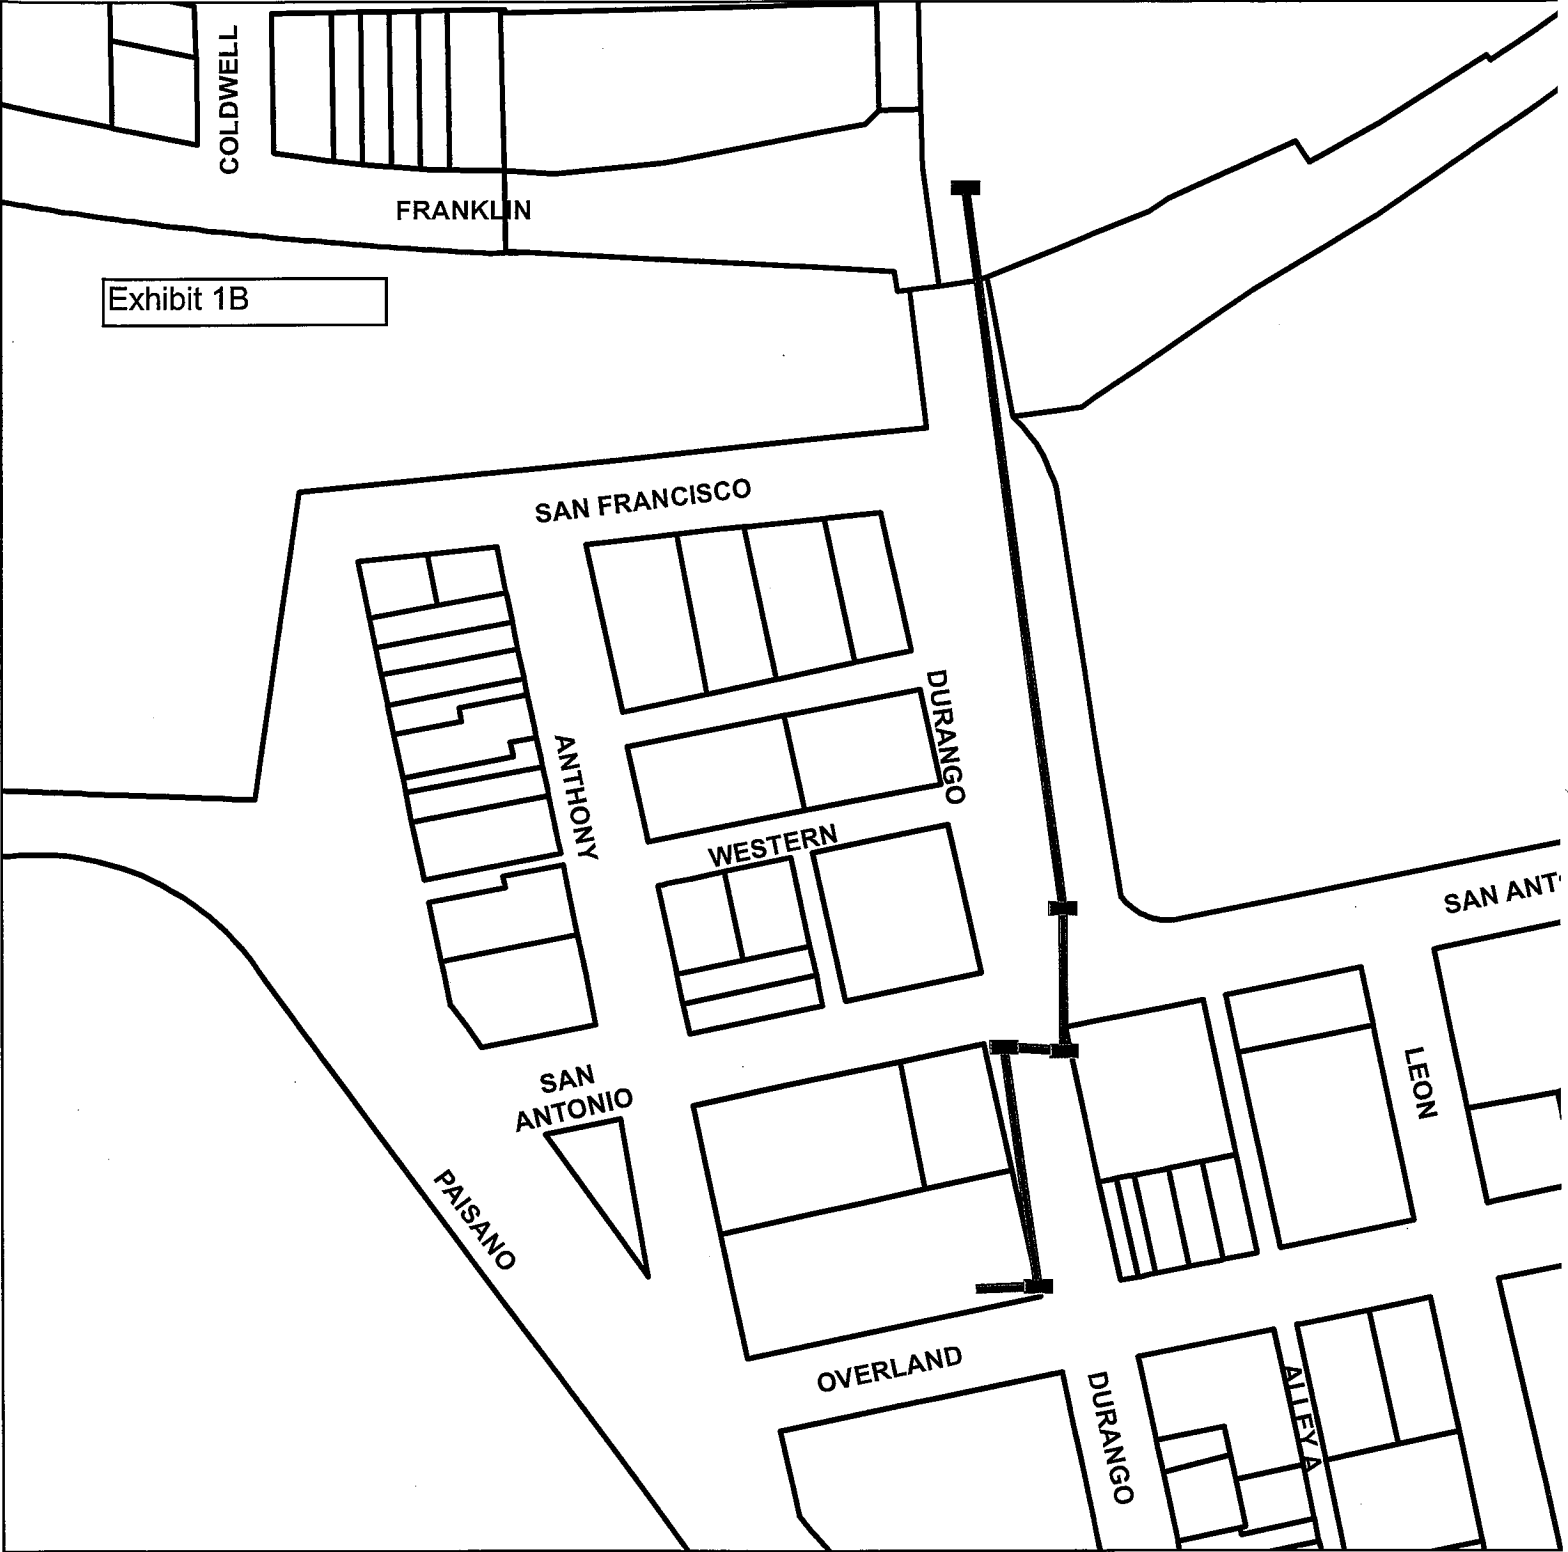 COLDWELL
FRANKLIN
Exhibit 1B
SAN FRANCISCO
DURANGO
ANTHONY
WESTERN
SAN ANT
SAN
ANTONIO
LEON
PAISANO
OVERLAND
DURANGO
ALLEY A